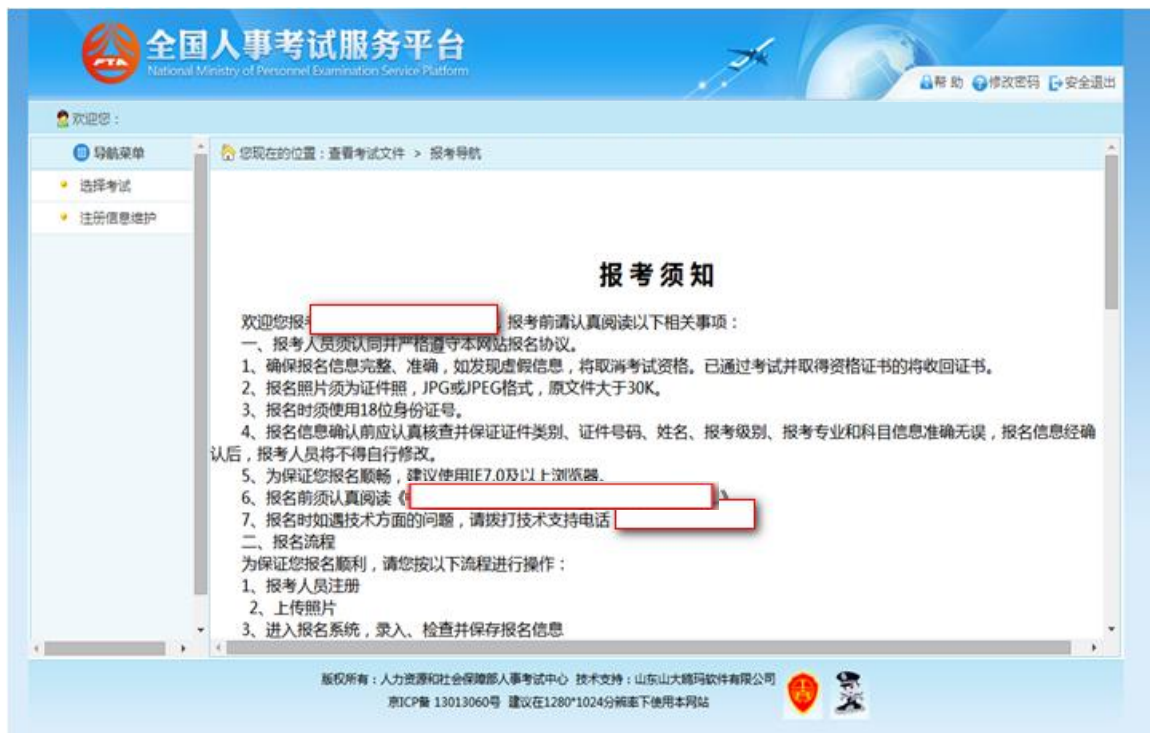 全国人事考试服务平台
National Ministry of Personnel Examination Service Platform
帮 助 修改密码 安全退出
欢迎您：
导航菜单
您现在的位置：查看考试文件 > 报考导航
选择考试
注册信息维护
报考须知
欢迎您报考 ，报考前请认真阅读以下相关事项：
一、报考人员须认同并严格遵守本网站报名协议。
1、确保报名信息完整、准确，如发现虚假信息，将取消考试资格。已通过考试并取得资格证书的将收回证书。
2、报名照片须为证件照，JPG或JPEG格式，原文件大于30K。
3、报名时须使用18位身份证号。
4、报名信息确认前应认真核查并保证证件类别、证件号码、姓名、报考级别、报考专业和科目信息准确无误，报名信息经确
认后，报考人员将不得自行修改。
5、为保证您报名顺畅，建议使用IE7.0及以上浏览器。
6、报名前须认真阅读《 》
7、报名时如遇技术方面的问题，请拨打技术支持电话
二、报名流程
为保证您报名顺利，请您按以下流程进行操作：
1、报考人员注册
2、上传照片
3、进入报名系统，录入、检查并保存报名信息
版权所有：人力资源和社会保障部人事考试中心 技术支持：山东山大鸥玛软件有限公司
京ICP备 13013060号 建议在1280*1024分辨率下使用本网站